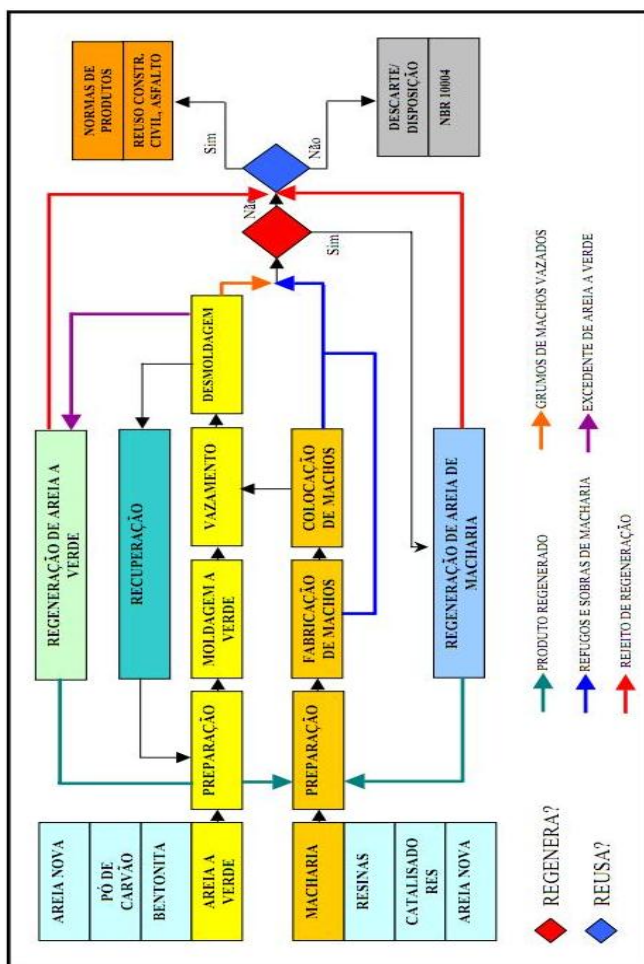 AREIA NOVA
PÓ DE
CARVÃO
BENTONITA
AREIA A
VERDE
MACHARIA
RESINAS
CATALISADO
RES
AREIA NOVA
REGENERAÇÃO DE AREIA A
VERDE
RECUPERAÇÃO
PREPARAÇÃO
MOLDAGEM A
VERDE
VAZAMENTO
DESMOLDAGEM
PREPARAÇÃO
FABRICAÇÃO
DE MACHOS
COLOCAÇÃO
DE MACHOS
REGENERAÇÃO DE AREIA DE
MACHARIA
Não
Sim
Sim
Não
NORMAS DE
PRODUTOS
REUSO CONSTR.
CIVIL, ASFALTO
DESCARTE/
DISPOSIÇÃO
NBR 10004
REGENERA?
REUSA?
PRODUTO REGENERADO
REFUGOS E SOBRAS DE MACHARIA
REJEITO DE REGENERAÇÃO
GRUMOS DE MACHOS VAZADOS
EXCEDENTE DE AREIA A VERDE